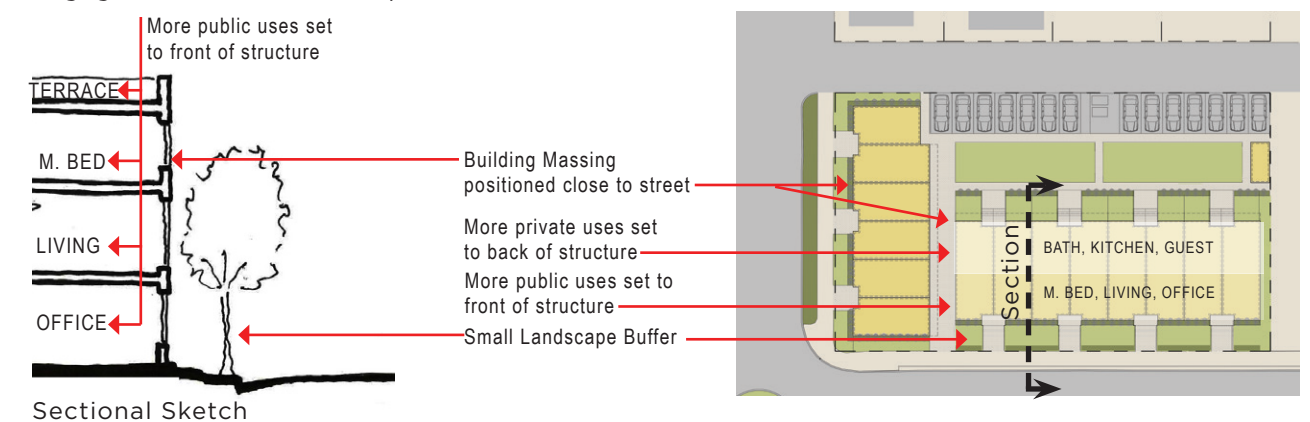 More public uses set
to front of structure
TERRACE
M. BED
LIVING
OFFICE
Sectional Sketch
Building Massing
positioned close to street
More private uses set
to back of structure
More public uses set to
front of structure
Small Landscape Buffer
Section
BATH, KITCHEN, GUEST
M. BED, LIVING, OFFICE